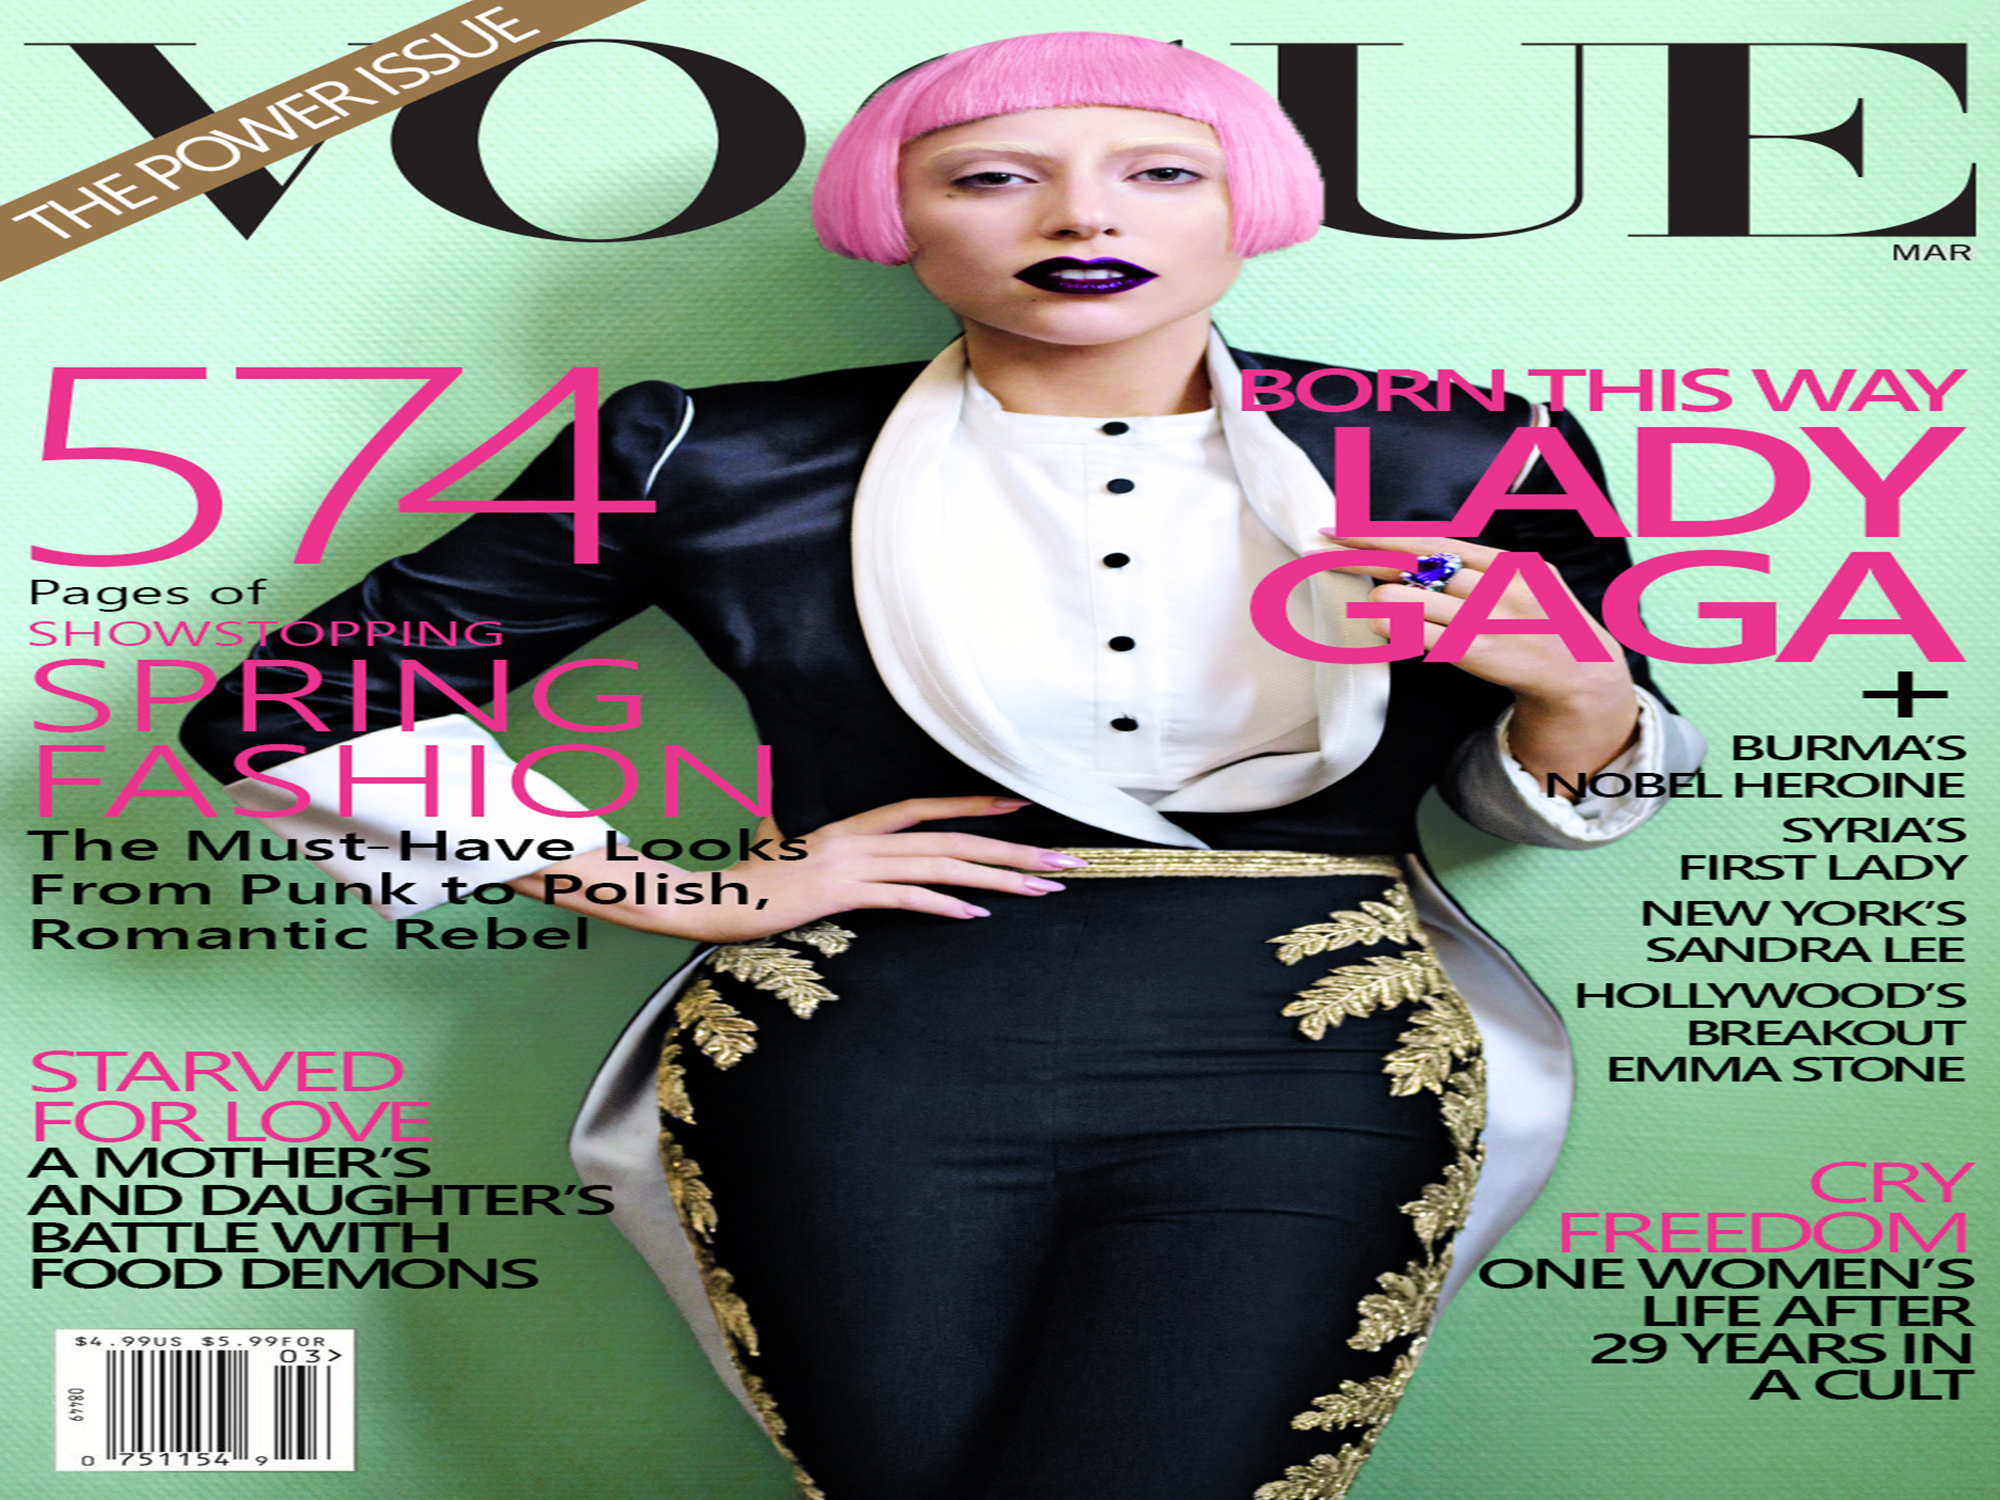 THE POWER ISSUE
VOGUE
MAR
574
Pages of
SHOWSTOPPING
SPRING
FASHION
The Must-Have Looks
From Punk to Polish,
Romantic Rebel
STARVED
FOR LOVE
A MOTHER'S
AND DAUGHTER'S
BATTLE WITH
FOOD DEMONS
$4.99US $5.99FOR
03>
08449
0 751154 9
BORN THIS WAY
LADY
GAGA
+
BURMA'S
NOBEL HEROINE
SYRIA'S
FIRST LADY
NEW YORK'S
SANDRA LEE
HOLLYWOOD'S
BREAKOUT
EMMA STONE
CRY
FREEDOM
ONE WOMEN'S
LIFE AFTER
29 YEARS IN
A CULT